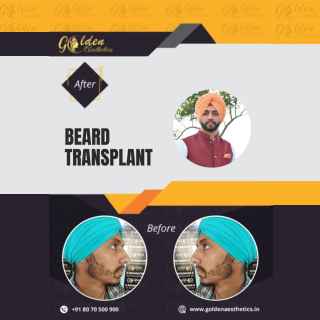 Golden
Aesthetics
After
BEARD
TRANSPLANT
Before
+91 80 70 500 900
www.goldenaesthetics.in